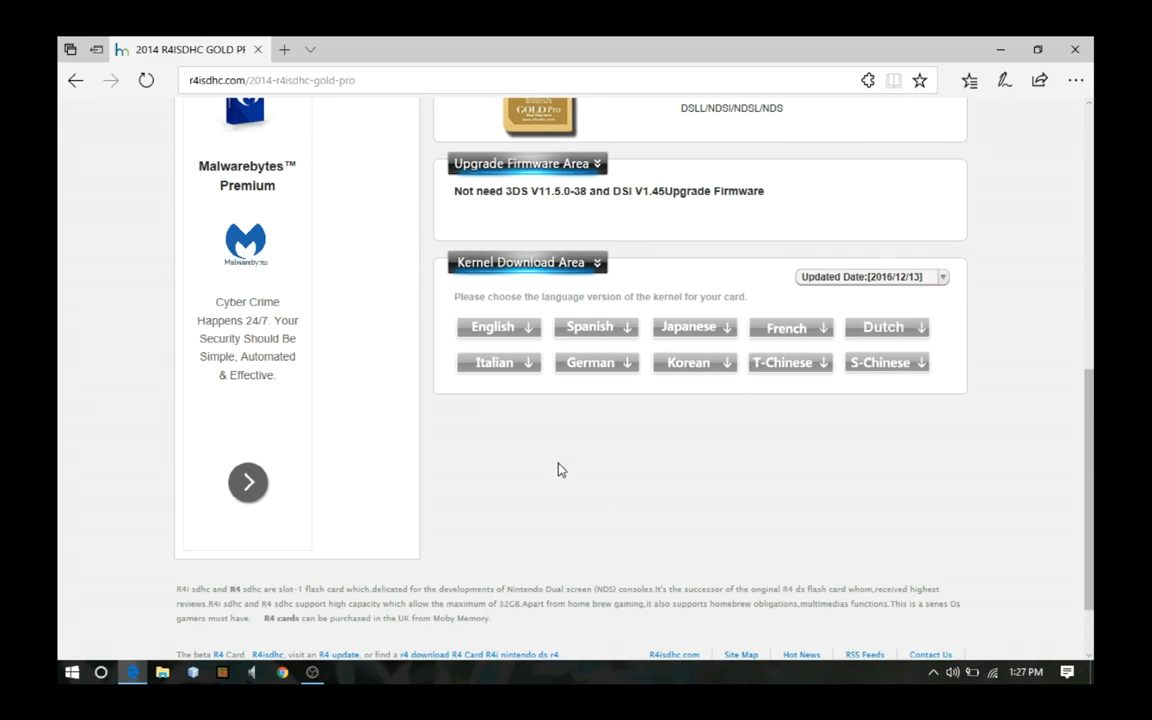 2014 R4ISDHC GOLD PF
r4isdhc.com/2014-r4isdhc-gold-pro
GOLD Pro
DSLL/NDSI/NDSL/NDS
Malwarebytes™
Premium
Malwarebytes
Cyber Crime
Happens 24/7. Your
Security Should Be
Simple, Automated
& Effective.
Upgrade Firmware Area
Not need 3DS V11.5.0-38 and DSI V1.45Upgrade Firmware
Kernel Download Area
Updated Date:[2016/12/13]
Please choose the language version of the kernel for your card.
English Spanish Japanese French Dutch
Italian German Korean T-Chinese S-Chinese
R4i sdhc and R4 sdhc are slot-1 flash card which.delicated for the developments of Nintendo Dual screen (NDS) consoles.It's the successor of the original R4 ds flash card whom,received highest
reviews.R4i sdhc and R4 sdhc support high capacity which allow the maximum of 32GB.Apart from home brew gaming,it also supports homebrew obligations,multimedias functions.This is a senes Ds
gamers must have. R4 cards can be purchased in the UK from Moby Memory.
The beta R4 Card R4isdhc, visit an R4 update, or find a r4 download R4 Card R4i nintendo ds r4.
R4isdhc.com Site Map Hot News RSS Feeds Contact Us
1:27 PM